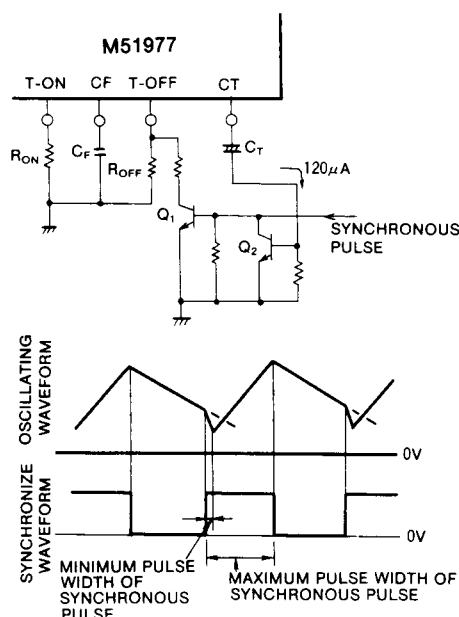 M51977
T-ON CF T-OFF CT
RON
CF
ROFF
CT
120μA
Q1
Q2
SYNCHRONOUS
PULSE
OSCILLATING
WAVEFORM
0V
SYNCHRONIZE
WAVEFORM
0V
MINIMUM PULSE
WIDTH OF
SYNCHRONOUS
PULSE
MAXIMUM PULSE WIDTH OF
SYNCHRONOUS PULSE